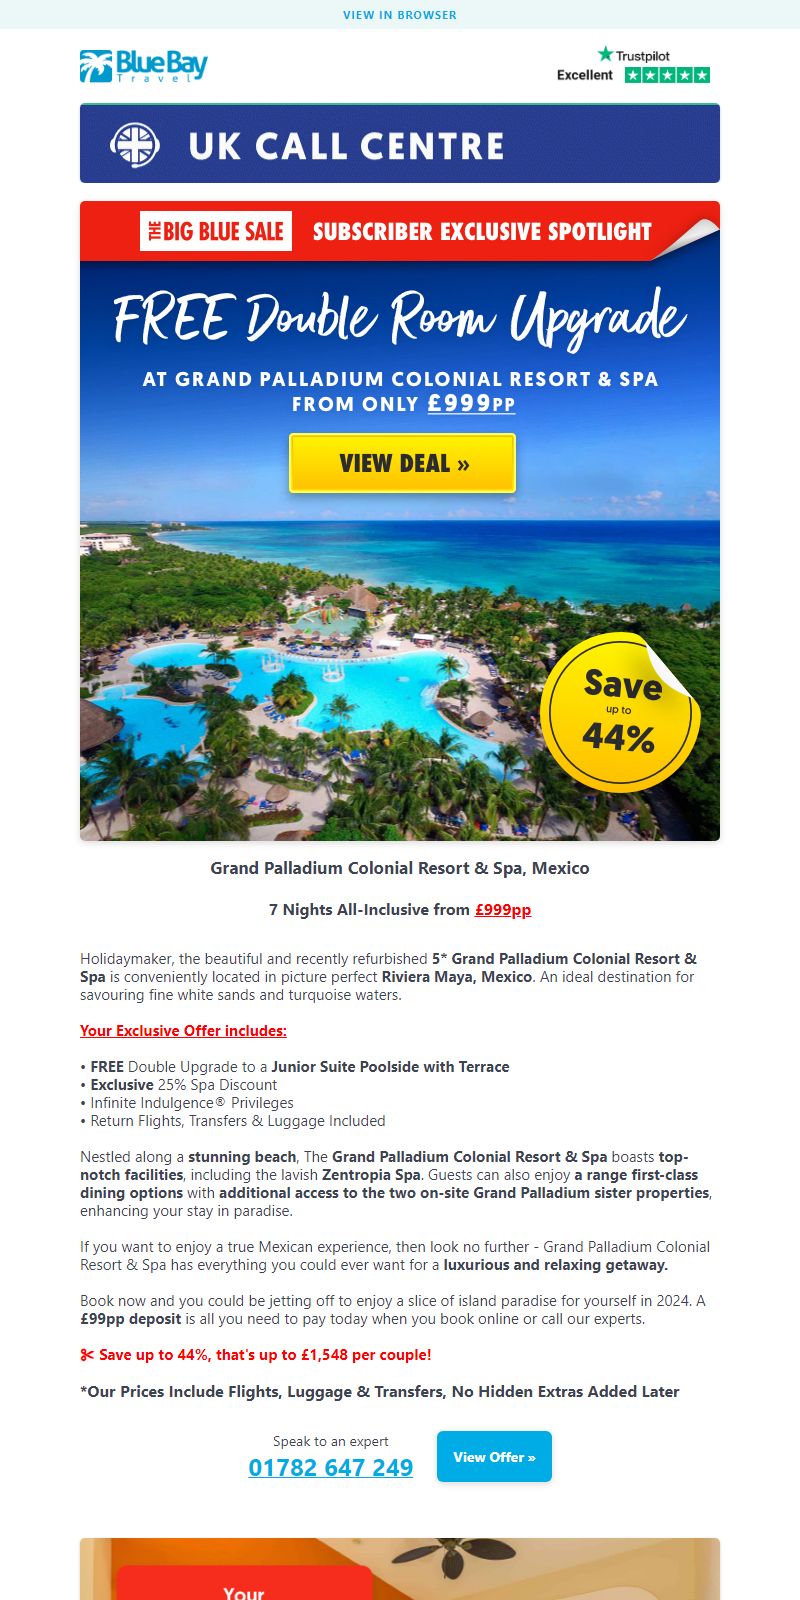 VIEW IN BROWSER
BlueBay
Travel
Trustpilot
Excellent
UK CALL CENTRE
THE BIG BLUE SALE SUBSCRIBER EXCLUSIVE SPOTLIGHT
FREE Double Room Upgrade
AT GRAND PALLADIUM COLONIAL RESORT & SPA
FROM ONLY £999PP
VIEW DEAL »
Save
up to
44%
Grand Palladium Colonial Resort & Spa, Mexico
7 Nights All-Inclusive from £999pp
Holidaymaker, the beautiful and recently refurbished 5* Grand Palladium Colonial Resort &
Spa is conveniently located in picture perfect Riviera Maya, Mexico. An ideal destination for
savouring fine white sands and turquoise waters.
Your Exclusive Offer includes:
• FREE Double Upgrade to a Junior Suite Poolside with Terrace
• Exclusive 25% Spa Discount
• Infinite Indulgence® Privileges
• Return Flights, Transfers & Luggage Included
Nestled along a stunning beach, The Grand Palladium Colonial Resort & Spa boasts top-
notch facilities, including the lavish Zentropia Spa. Guests can also enjoy a range first-class
dining options with additional access to the two on-site Grand Palladium sister properties,
enhancing your stay in paradise.
If you want to enjoy a true Mexican experience, then look no further - Grand Palladium Colonial
Resort & Spa has everything you could ever want for a luxurious and relaxing getaway.
Book now and you could be jetting off to enjoy a slice of island paradise for yourself in 2024. A
£99pp deposit is all you need to pay today when you book online or call our experts.
✂ Save up to 44%, that's up to £1,548 per couple!
*Our Prices Include Flights, Luggage & Transfers, No Hidden Extras Added Later
Speak to an expert
01782 647 249
View Offer »
Your